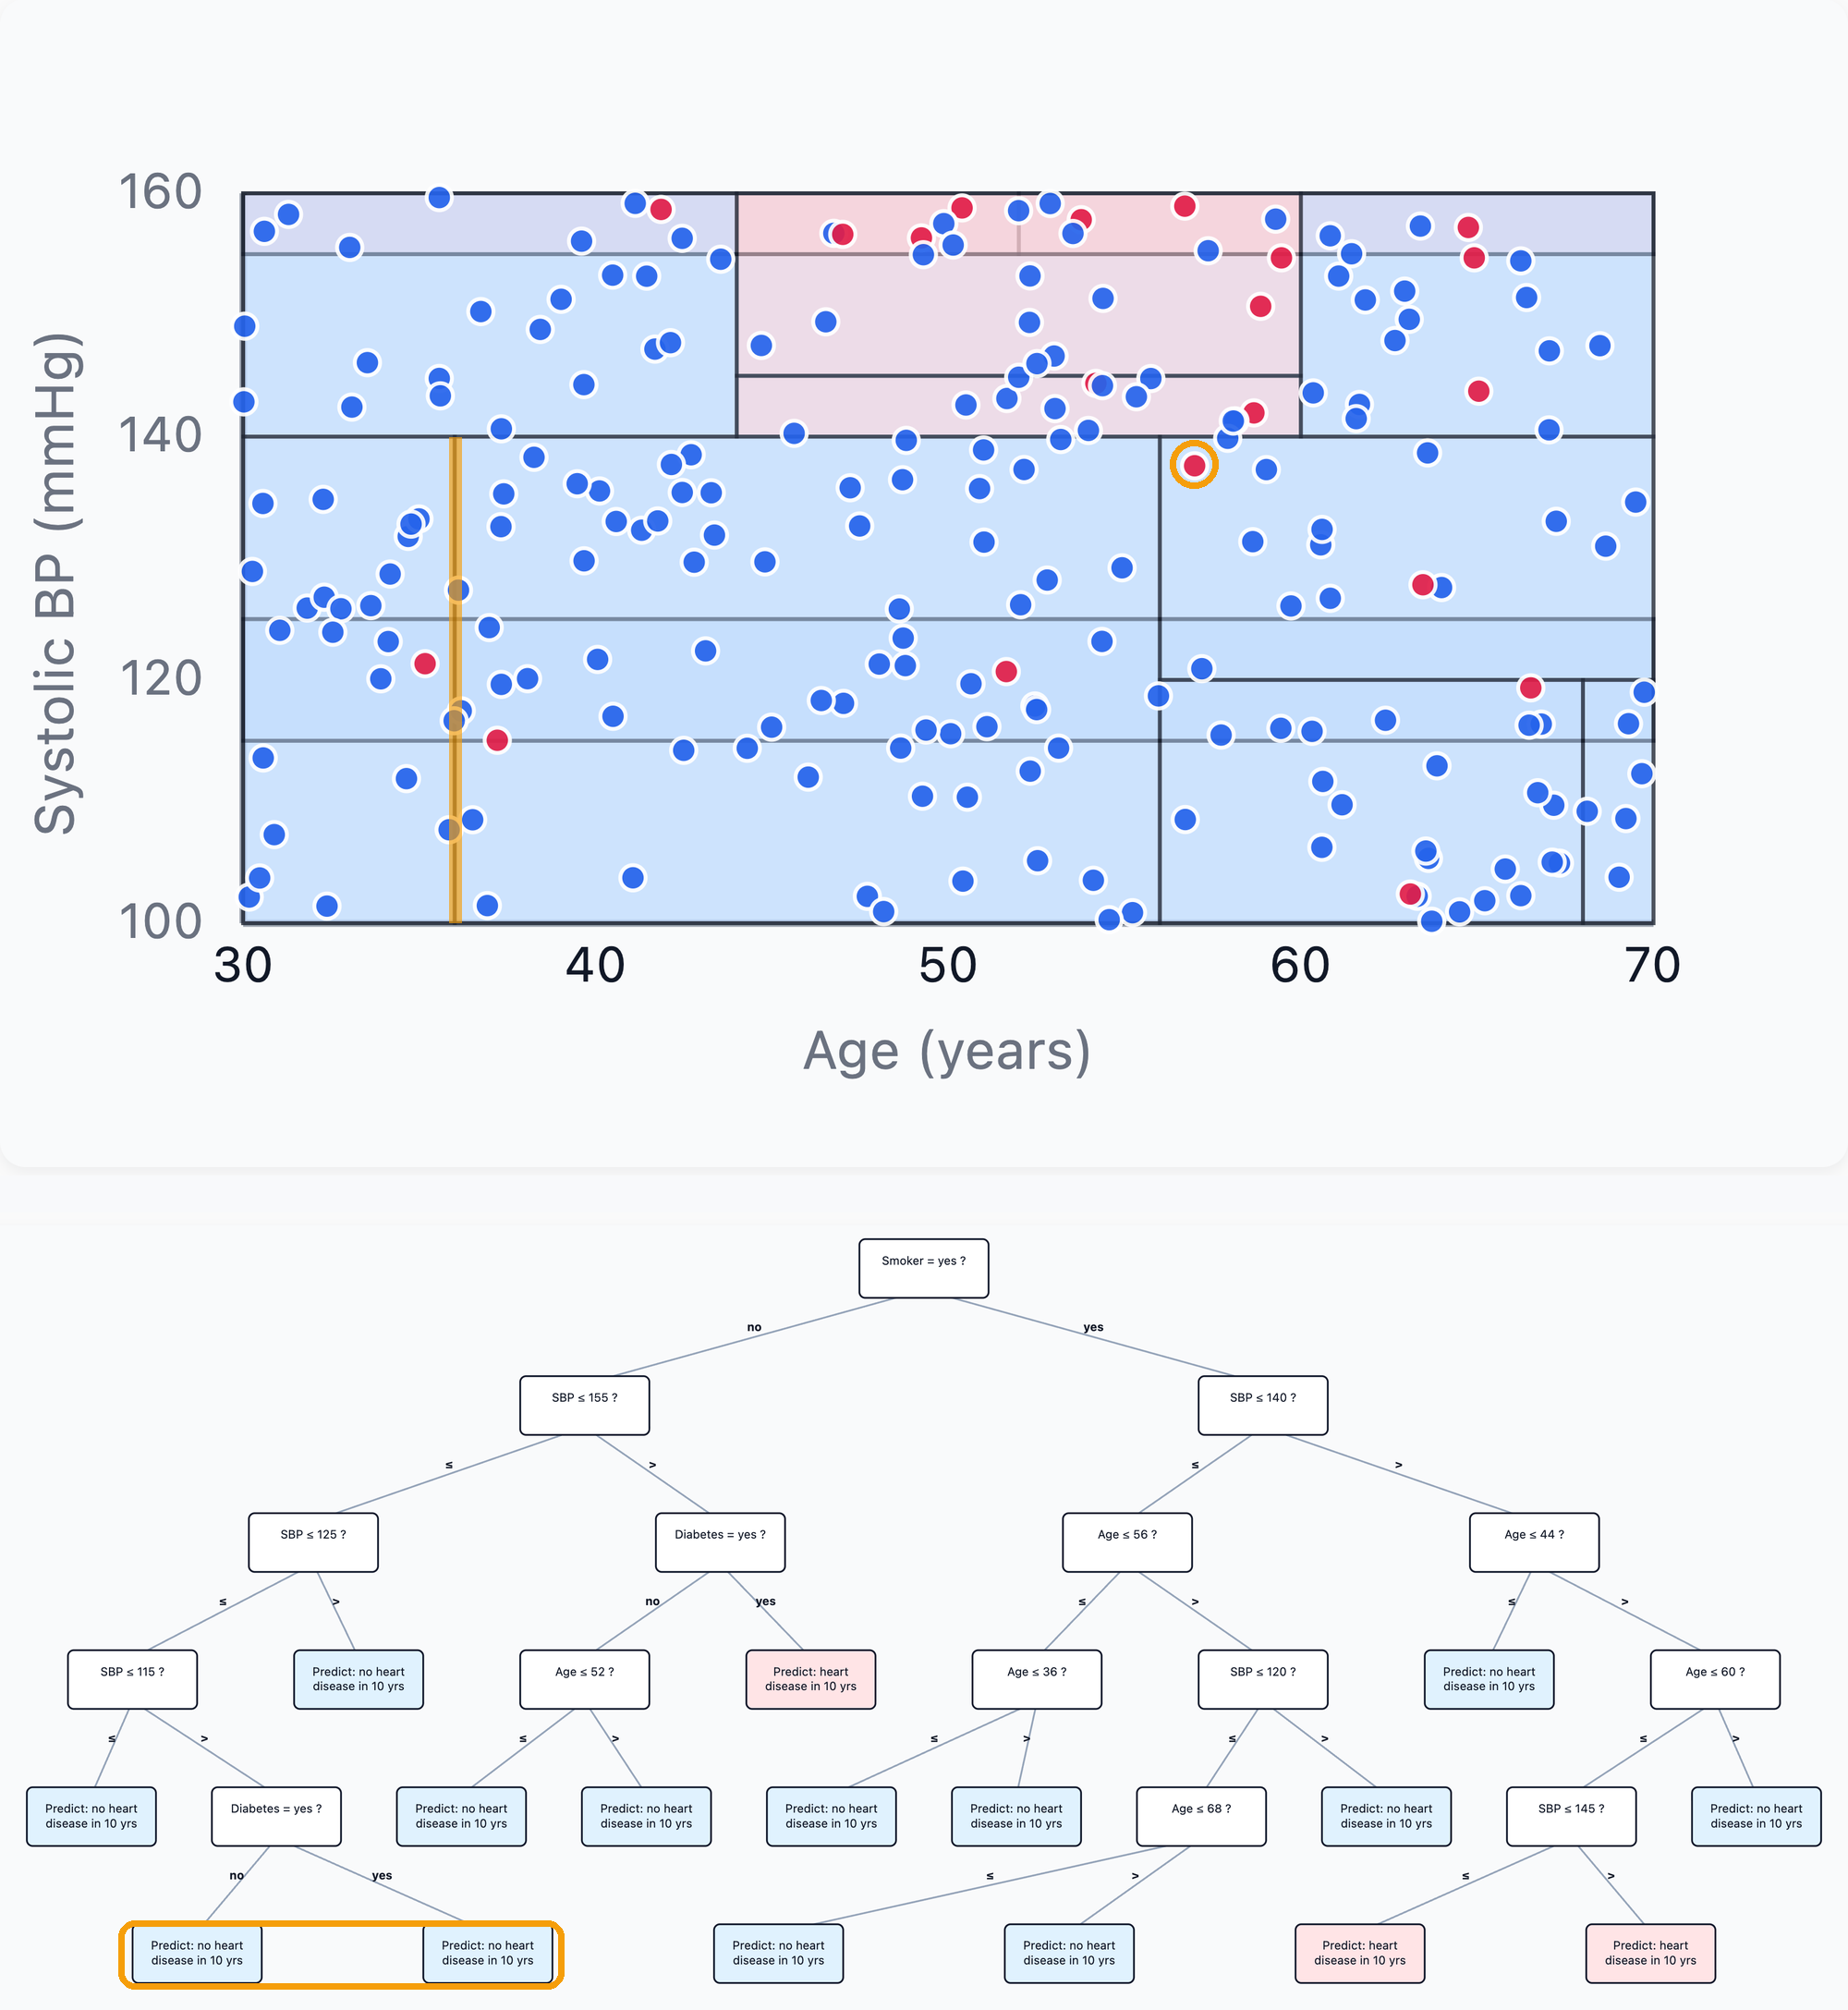 160
140
120
100
Systolic BP (mmHg)
30 40 50 60 70
Age (years)
Smoker = yes ?
no yes
SBP ≤ 155 ? SBP ≤ 140 ?
≤ > ≤ >
SBP ≤ 125 ? Diabetes = yes ? Age ≤ 56 ? Age ≤ 44 ?
≤ > no yes ≤ > ≤ >
SBP ≤ 115 ? Predict: no heart Age ≤ 52 ? Predict: heart Age ≤ 36 ? SBP ≤ 120 ? Predict: no heart Age ≤ 60 ?
disease in 10 yrs disease in 10 yrs disease in 10 yrs
≤ > ≤ > ≤ > ≤ > ≤ >
Predict: no heart Diabetes = yes ? Predict: no heart Predict: no heart Predict: no heart Predict: no heart Age ≤ 68 ? Predict: no heart SBP ≤ 145 ? Predict: no heart
disease in 10 yrs disease in 10 yrs disease in 10 yrs disease in 10 yrs disease in 10 yrs disease in 10 yrs disease in 10 yrs
no yes ≤ > ≤ >
Predict: no heart Predict: no heart Predict: no heart Predict: no heart Predict: heart Predict: heart
disease in 10 yrs disease in 10 yrs disease in 10 yrs disease in 10 yrs disease in 10 yrs disease in 10 yrs